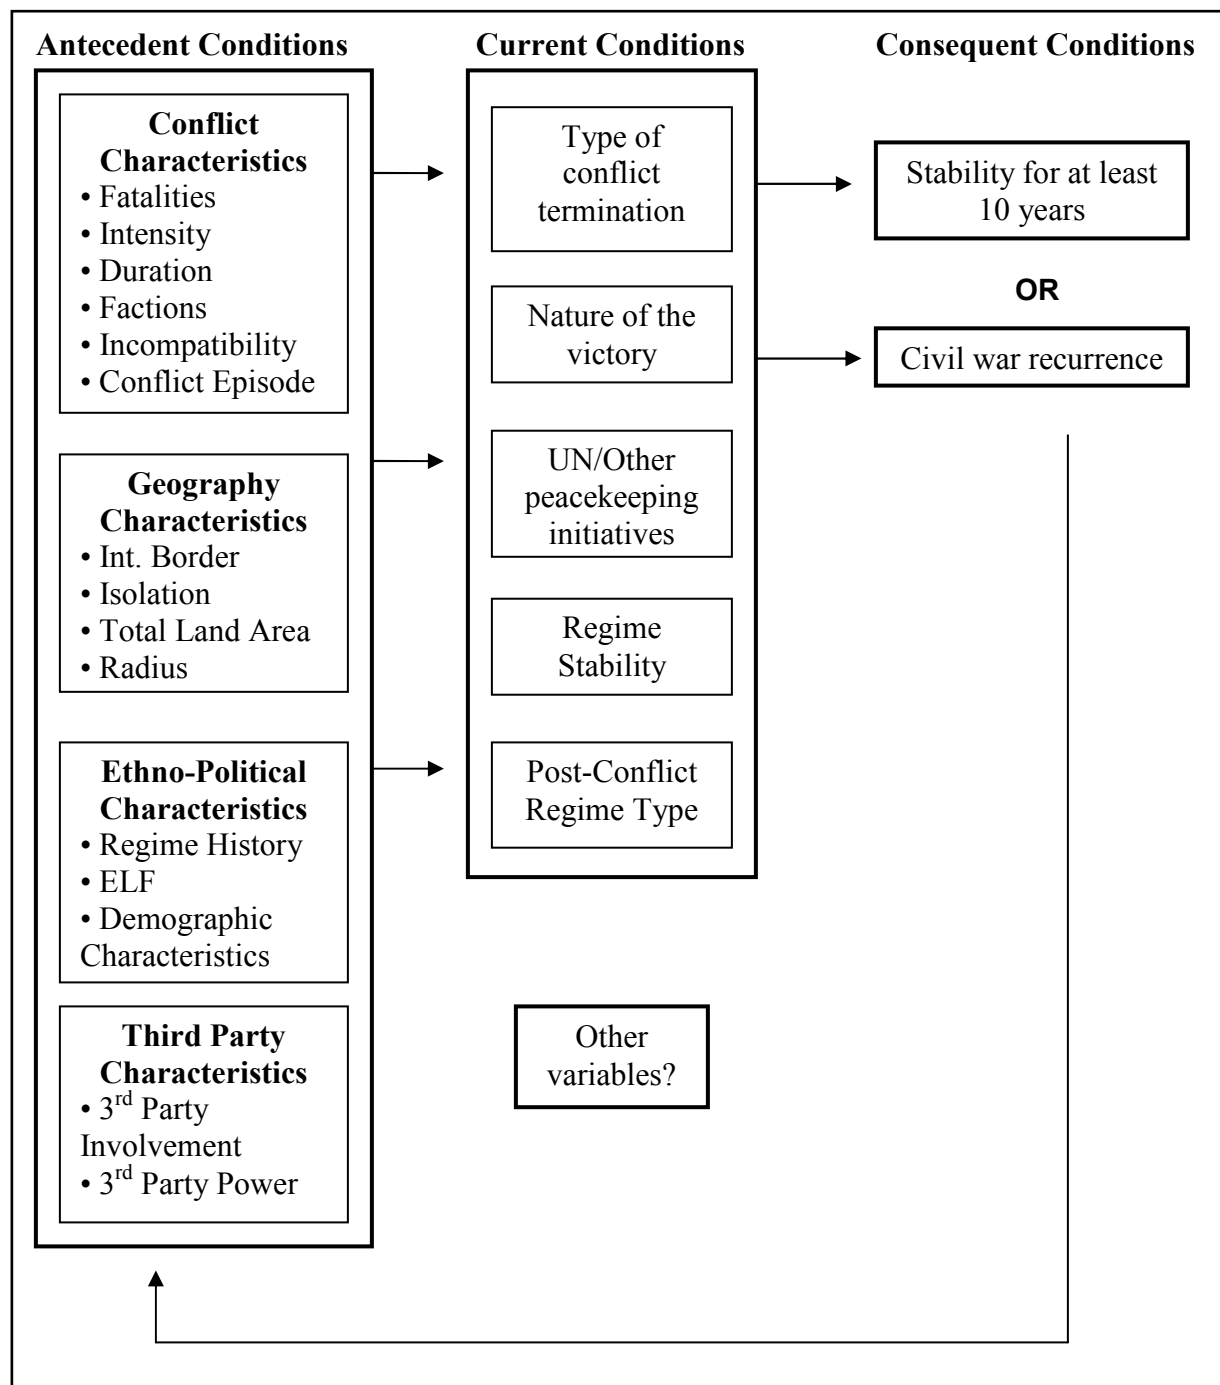 Antecedent Conditions
Conflict
Characteristics
• Fatalities
• Intensity
• Duration
• Factions
• Incompatibility
• Conflict Episode
Geography
Characteristics
• Int. Border
• Isolation
• Total Land Area
• Radius
Ethno-Political
Characteristics
• Regime History
• ELF
• Demographic
Characteristics
Third Party
Characteristics
• 3rd Party
Involvement
• 3rd Party Power
Current Conditions
Type of
conflict
termination
Nature of the
victory
UN/Other
peacekeeping
initiatives
Regime
Stability
Post-Conflict
Regime Type
Other
variables?
Consequent Conditions
Stability for at least
10 years
OR
Civil war recurrence